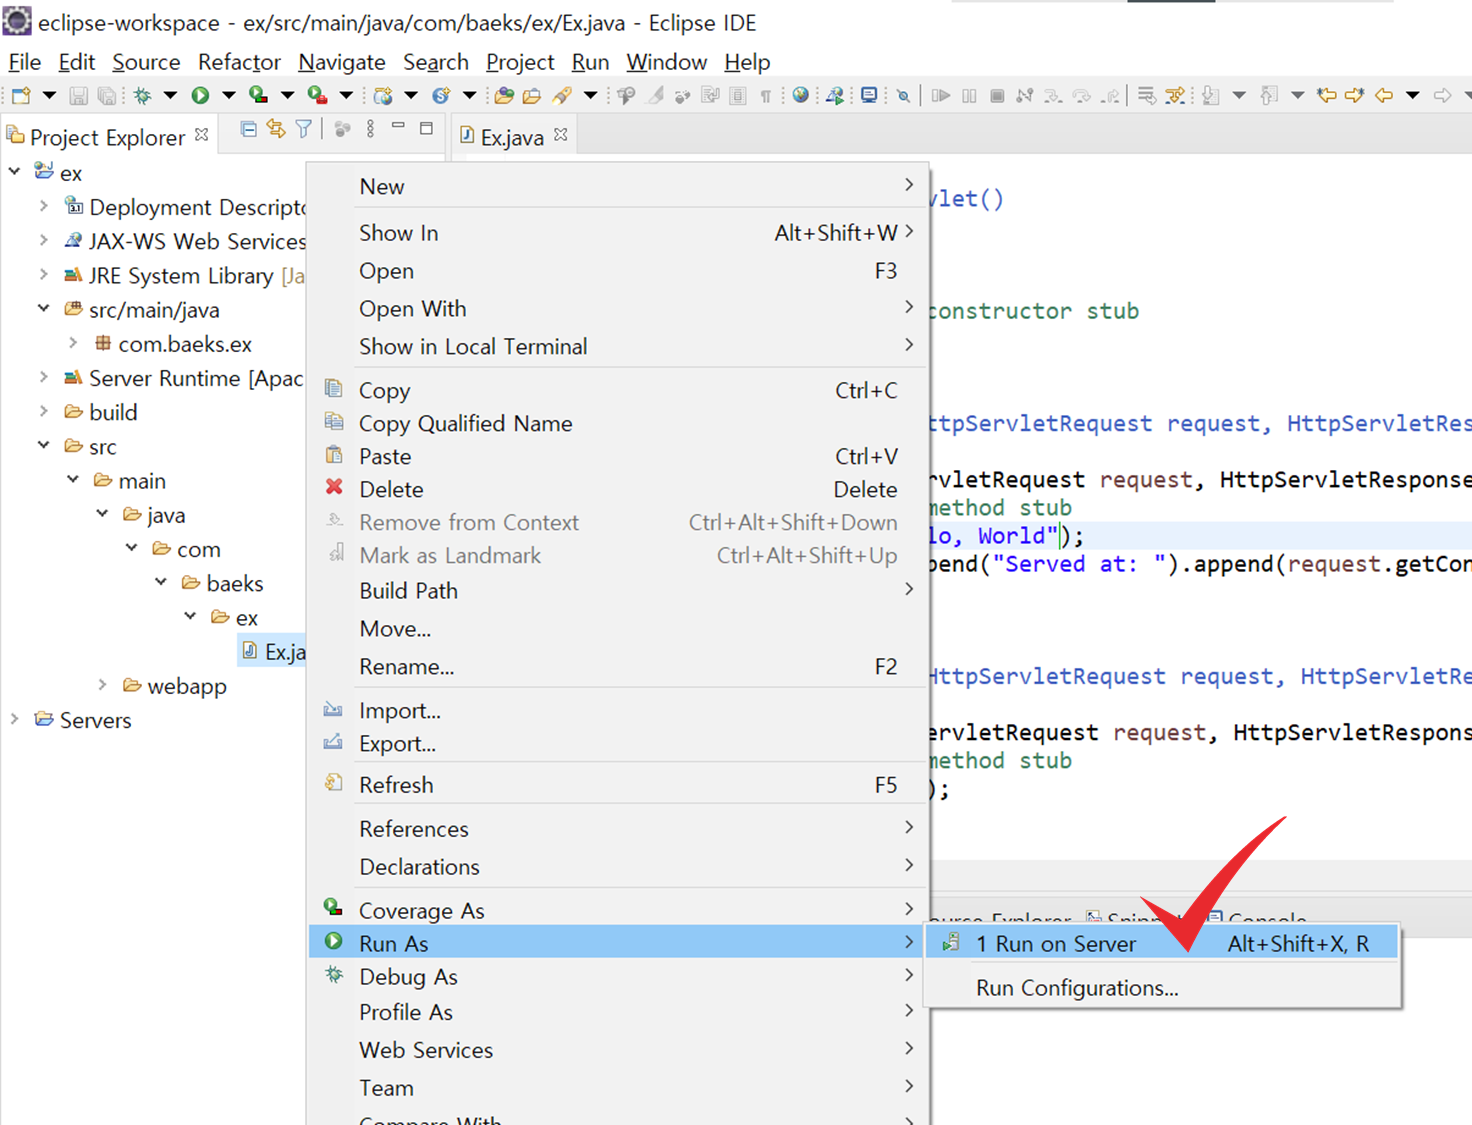 eclipse-workspace - ex/src/main/java/com/baeks/ex/Ex.java - Eclipse IDE
File Edit Source Refactor Navigate Search Project Run Window Help
Project Explorer
Ex.java
ex
Deployment Descripto
JAX-WS Web Services
JRE System Library [Ja
src/main/java
com.baeks.ex
Server Runtime [Apac
build
src
main
java
com
baeks
ex
Ex.ja
webapp
Servers
New
Show In Alt+Shift+W
Open F3
Open With
Show in Local Terminal
Copy Ctrl+C
Copy Qualified Name
Paste Ctrl+V
Delete Delete
Remove from Context Ctrl+Alt+Shift+Down
Mark as Landmark Ctrl+Alt+Shift+Up
Build Path
Move...
Rename... F2
Import...
Export...
Refresh F5
References
Declarations
Coverage As
Run As
Debug As
Profile As
Web Services
Team
Compare With
vlet()
constructor stub
ttpServletRequest request, HttpServletRes
rvletRequest request, HttpServletResponse
method stub
lo, World");
pend("Served at: ").append(request.getCon
HttpServletRequest request, HttpServletRe
ervletRequest request, HttpServletRespons
method stub
);
ource Explorer Console
1 Run on Server Alt+Shift+X, R
Run Configurations...